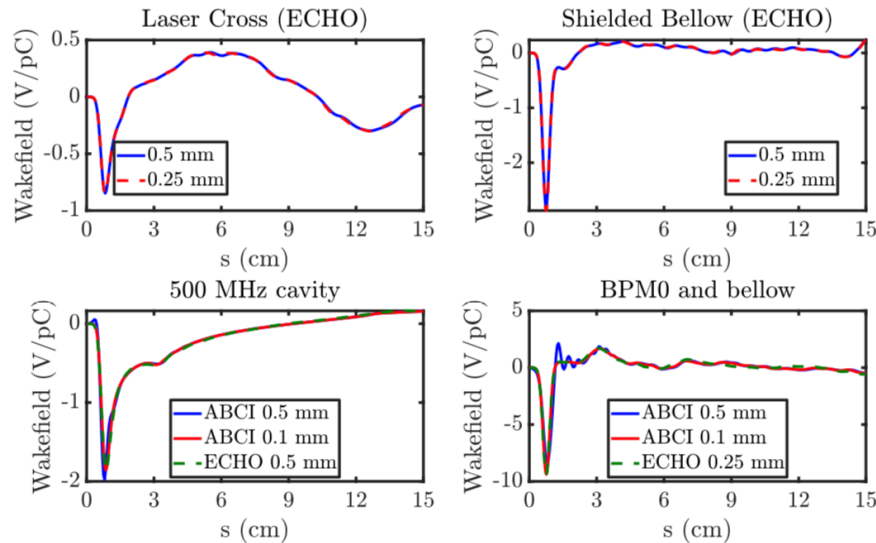 Laser Cross (ECHO)
Wakefield (V/pC)
0.5
0
-0.5
-1
0.5 mm
0.25 mm
0 3 6 9 12 15
s (cm)
Shielded Bellow (ECHO)
Wakefield (V/pC)
0
-1
-2
0.5 mm
0.25 mm
0 3 6 9 12 15
s (cm)
500 MHz cavity
Wakefield (V/pC)
0
-1
-2
ABCI 0.5 mm
ABCI 0.1 mm
ECHO 0.5 mm
0 3 6 9 12 15
s (cm)
BPM0 and bellow
Wakefield (V/pC)
5
0
-5
-10
ABCI 0.5 mm
ABCI 0.1 mm
ECHO 0.25 mm
0 3 6 9 12 15
s (cm)